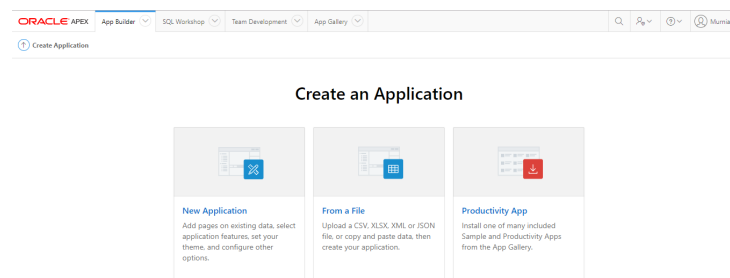 ORACLE APEX App Builder SQL Workshop Team Development App Gallery Mumia
Create Application
Create an Application
New Application
Add pages on existing data, select
application features, set your
theme, and configure other
options.
From a File
Upload a CSV, XLSX, XML or JSON
file, or copy and paste data, then
create your application.
Productivity App
Install one of many included
Sample and Productivity Apps
from the App Gallery.